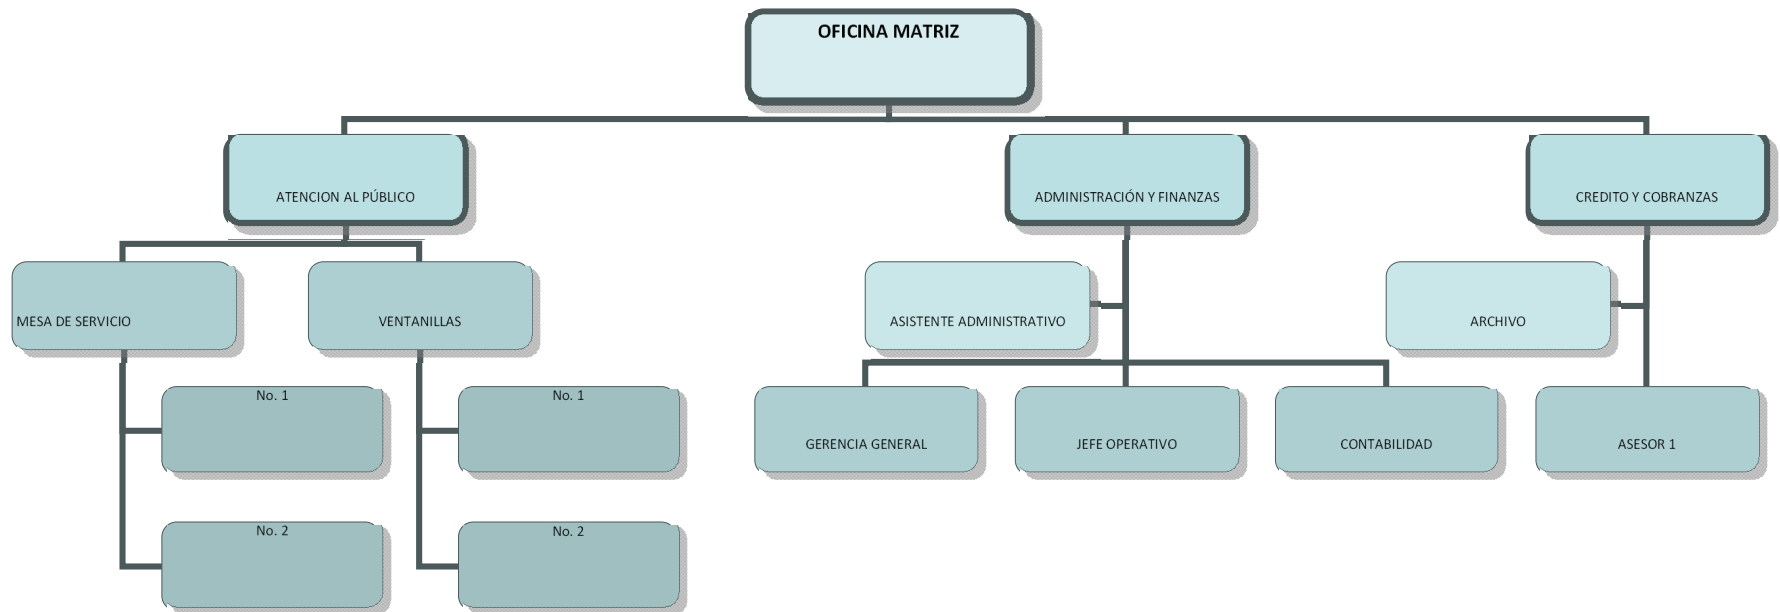 OFICINA MATRIZ
ATENCION AL PÚBLICO
ADMINISTRACIÓN Y FINANZAS
CREDITO Y COBRANZAS
MESA DE SERVICIO
VENTANILLAS
ASISTENTE ADMINISTRATIVO
ARCHIVO
No. 1
No. 1
GERENCIA GENERAL
JEFE OPERATIVO
CONTABILIDAD
ASESOR 1
No. 2
No. 2